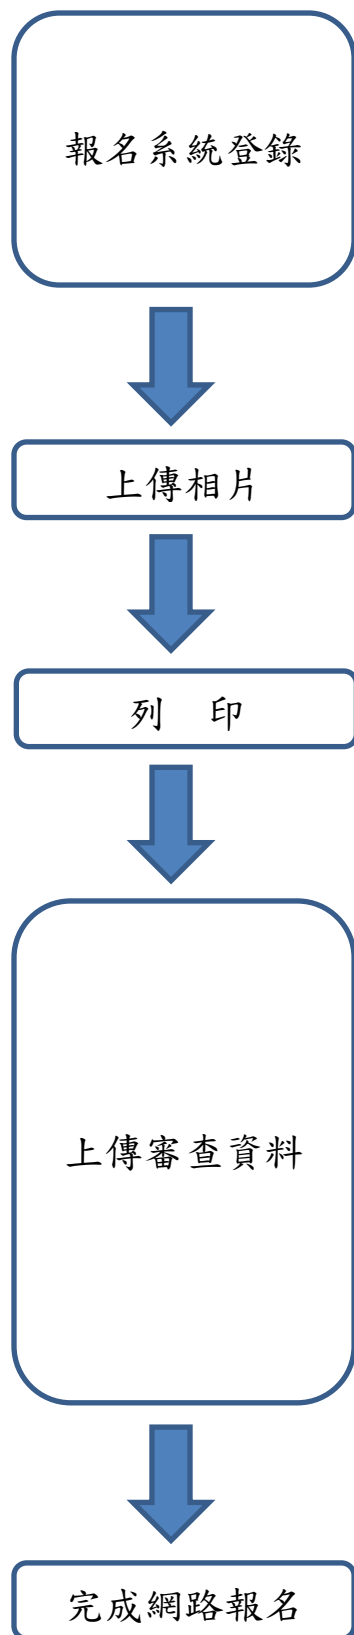 報名系統登錄
上傳相片
列　印
上傳審查資料
完成網路報名